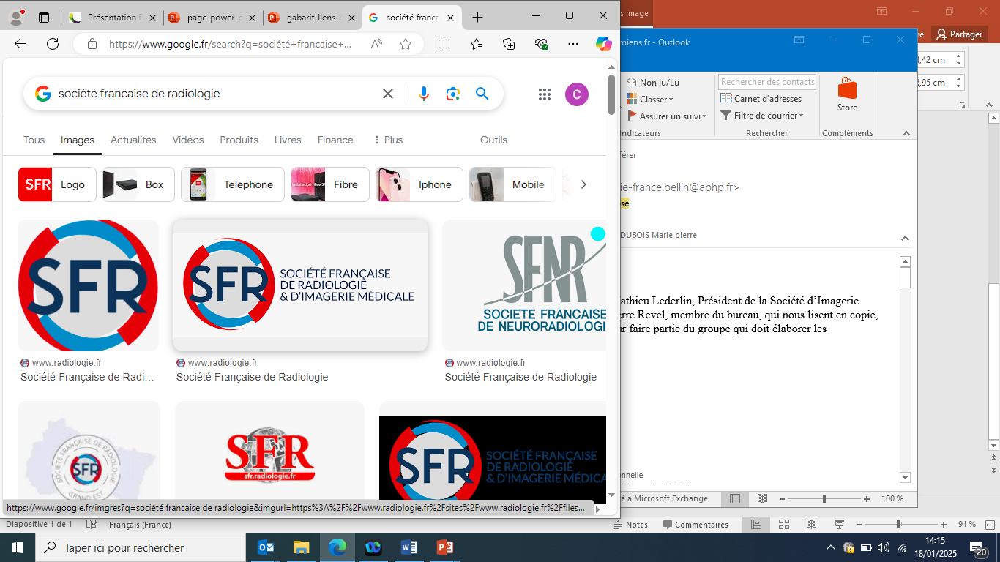 Présentation P
page-power-p
gabarit-liens-
société franca
https://www.google.fr/search?q=société+francaise+...
société francaise de radiologie
C
Tous
Images
Actualités
Vidéos
Produits
Livres
Finance
Plus
Outils
SFR
Logo
Box
Telephone
Fibre
Iphone
Mobile
SFR
SFR
SOCIÉTÉ FRANÇAISE
DE RADIOLOGIE
& D'IMAGERIE MÉDICALE
SFNR
SOCIETE FRANCAISE
DE NEURORADIOLOGIE
www.radiologie.fr
Société Française de Radi...
www.radiologie.fr
Société Française de Radiologie
www.radiologie.fr
Société Française de Radiologie
SOCIÉTÉ FRANÇAISE DE RADIOLOGIE
SFR
GRAND EST
SFR
sfr.radiologie.fr
SFR
SOCIÉTÉ FRANÇAISE
DE RADIOLOGIE
& D'IMAGERIE MÉDICA
https://www.google.fr/imgres?q=société francaise de radiologie&imgurl=https%3A%2F%2Fwww.radiologie.fr%2Fsites%2Fwww.radiologie.fr%2Ffiles...
s Image
re
Partager
4,42 cm
3,95 cm
miens.fr - Outlook
Non lu/Lu
Classer
Assurer un suivi
Indicateurs
Rechercher des contacts
Carnet d'adresses
Filtre de courrier
Rechercher
Store
Compléments
férer
ie-france.bellin@aphp.fr>
se
DUBOIS Marie pierre
athieu Lederlin, Président de la Société d’Imagerie
erre Revel, membre du bureau, qui nous lisent en copie,
ur faire partie du groupe qui doit élaborer les
onnelle
é à Microsoft Exchange
100 %
Diapositive 1 de 1
Français (France)
Notes
Commentaires
91 %
Taper ici pour rechercher
14:15
18/01/2025
20